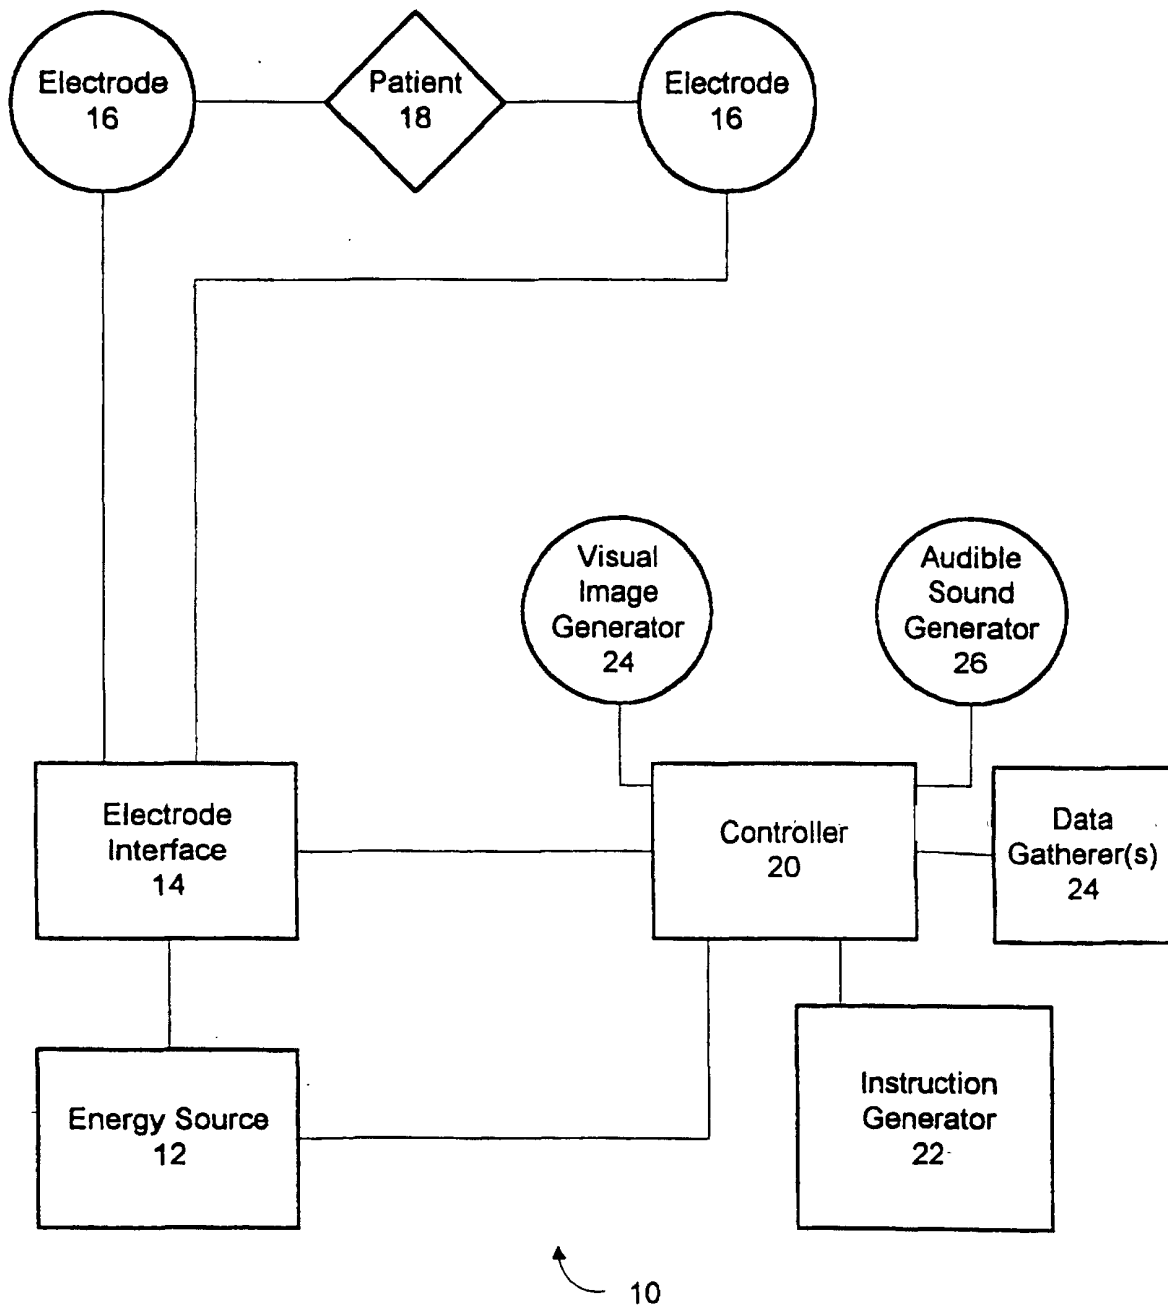 Electrode
16
Patient
18
Electrode
16
Visual
Image
Generator
24
Audible
Sound
Generator
26
Electrode
Interface
14
Controller
20
Data
Gatherer(s)
24
Energy Source
12
Instruction
Generator
22
10